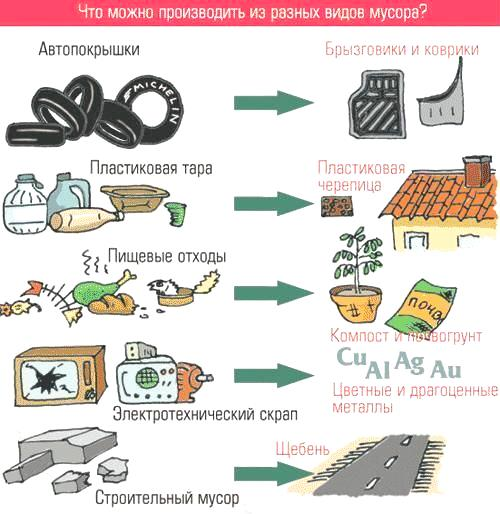 Что можно производить из разных видов мусора?
Автопокрышки
Брызговики и коврики
MICHELIN
Пластиковая тара
Пластиковая
черепица
Пищевые отходы
ПОЧВА
Компост и почвогрунт
Cu Al Ag Au
Цветные и драгоценные
металлы
Электротехнический скрап
Щебень
Строительный мусор